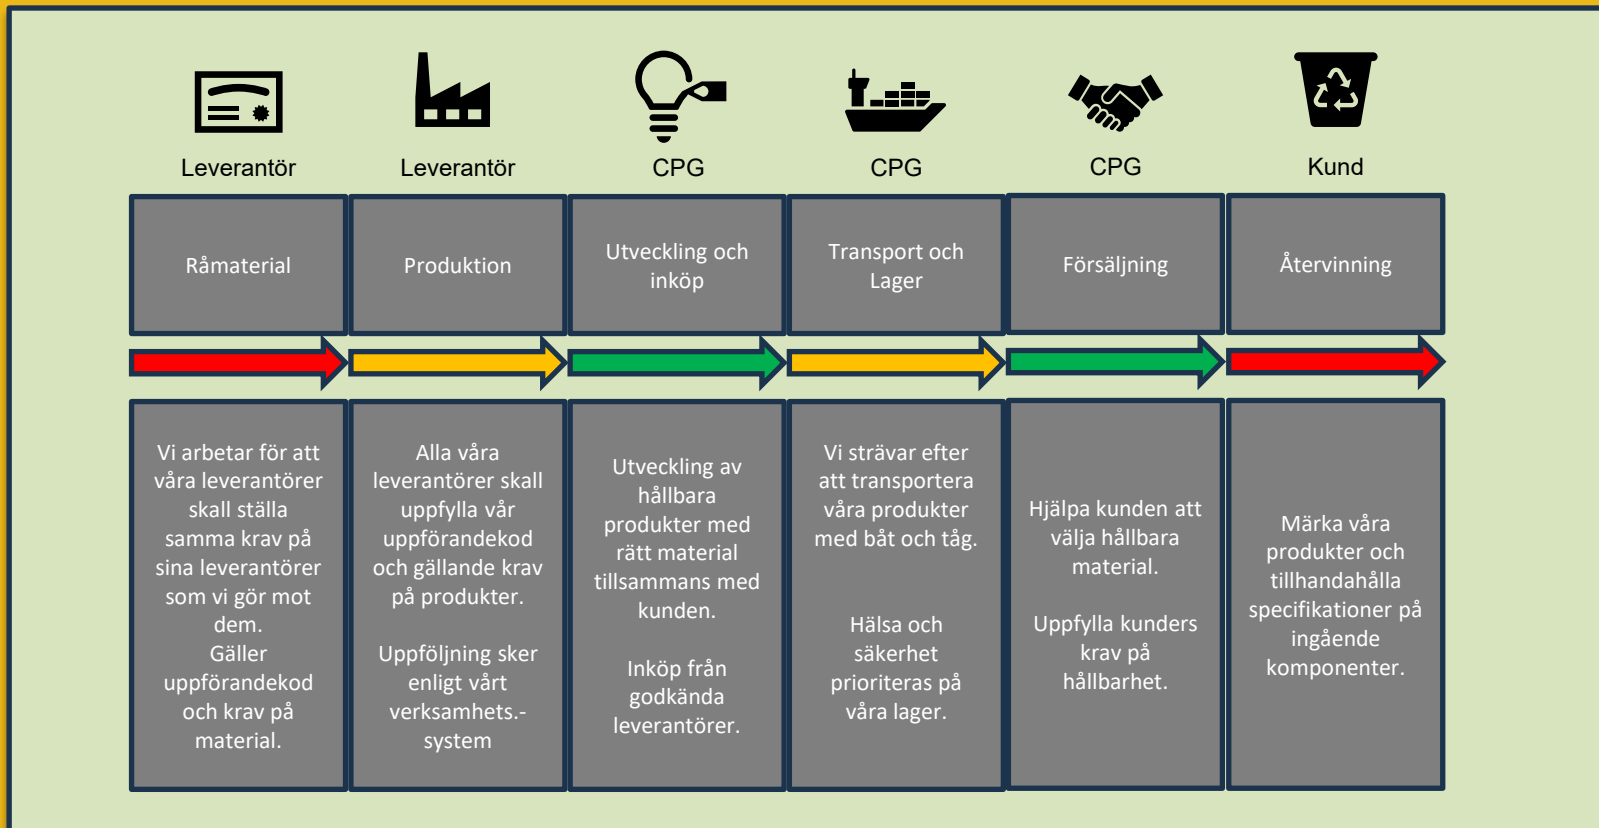 Leverantör
Leverantör
CPG
CPG
CPG
Kund
Råmaterial
Produktion
Utveckling och
inköp
Transport och
Lager
Försäljning
Återvinning
Vi arbetar för att
våra leverantörer
skall ställa
samma krav på
sina leverantörer
som vi gör mot
dem.
Gäller
uppförandekod
och krav på
material.
Alla våra
leverantörer skall
uppfylla vår
uppförandekod
och gällande krav
på produkter.
Uppföljning sker
enligt vårt
verksamhets.-
system
Utveckling av
hållbara
produkter med
rätt material
tillsammans med
kunden.
Inköp från
godkända
leverantörer.
Vi strävar efter
att transportera
våra produkter
med båt och tåg.
Hälsa och
säkerhet
prioriteras på
våra lager.
Hjälpa kunden att
välja hållbara
material.
Uppfylla kunders
krav på
hållbarhet.
Märka våra
produkter och
tillhandahålla
specifikationer på
ingående
komponenter.